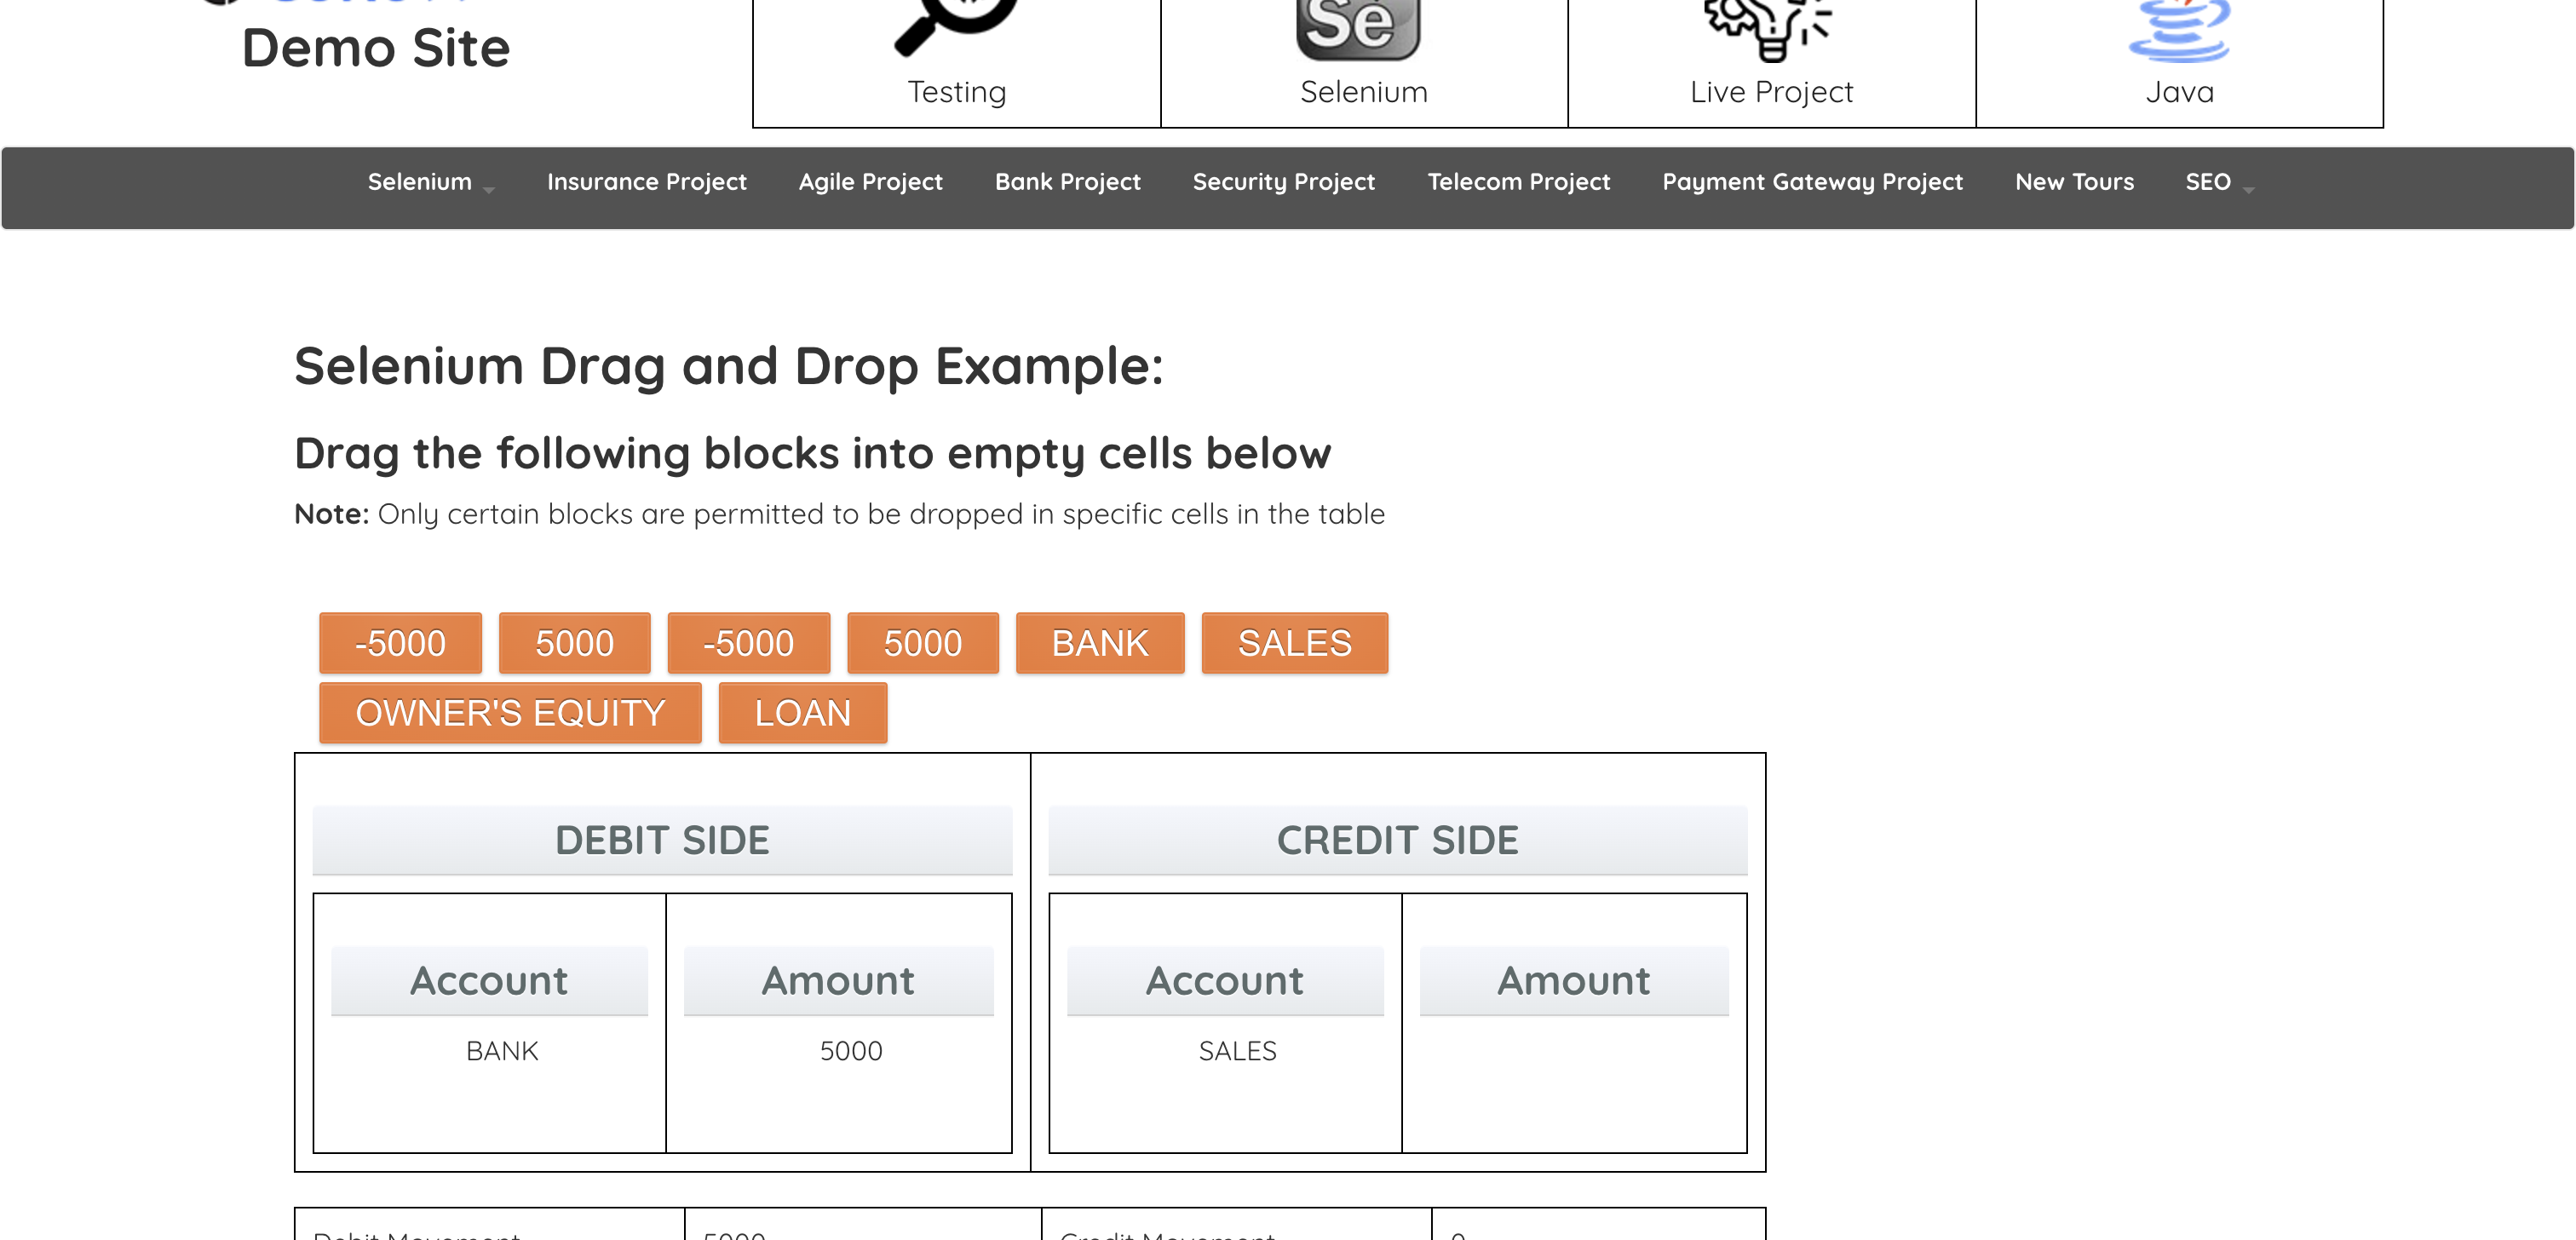 Demo Site
Se
Testing
Selenium
Live Project
Java
Selenium Insurance Project Agile Project Bank Project Security Project Telecom Project Payment Gateway Project New Tours SEO
Selenium Drag and Drop Example:
Drag the following blocks into empty cells below
Note: Only certain blocks are permitted to be dropped in specific cells in the table
-5000 5000 -5000 5000 BANK SALES
OWNER'S EQUITY LOAN
DEBIT SIDE CREDIT SIDE
Account Amount Account Amount
BANK 5000 SALES
Debit Movement 5000 Credit Movement 0